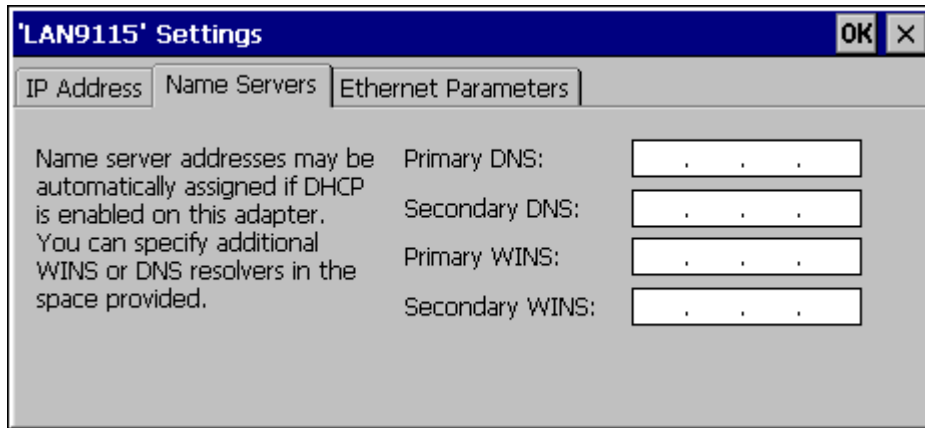 'LAN9115' Settings OK ×
IP Address Name Servers Ethernet Parameters
Name server addresses may be
automatically assigned if DHCP
is enabled on this adapter.
You can specify additional
WINS or DNS resolvers in the
space provided.
Primary DNS: . . .
Secondary DNS: . . .
Primary WINS: . . .
Secondary WINS: . . .